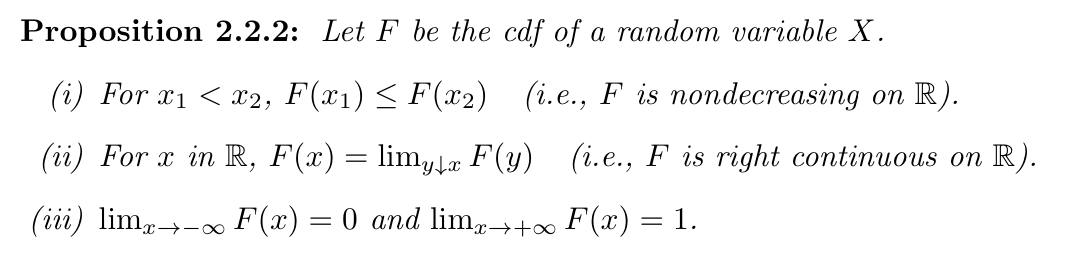 Proposition 2.2.2: Let F be the cdf of a random variable X.
(i) For x₁ < x₂, F(x₁) ≤ F(x₂) (i.e., F is nondecreasing on ℝ).
(ii) For x in ℝ, F(x) = lim_{y↓x} F(y) (i.e., F is right continuous on ℝ).
(iii) lim_{x→−∞} F(x) = 0 and lim_{x→+∞} F(x) = 1.